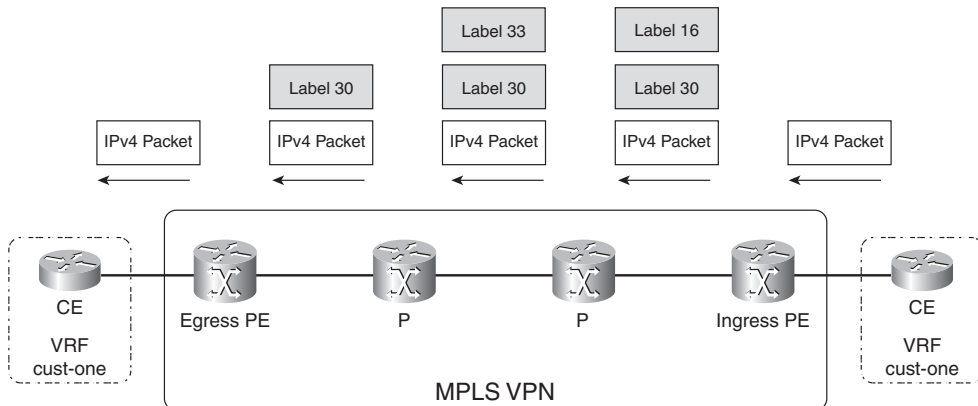 Label 33
Label 16
Label 30
Label 30
Label 30
IPv4 Packet
IPv4 Packet
IPv4 Packet
IPv4 Packet
IPv4 Packet
CE
Egress PE
P
P
Ingress PE
CE
VRF
cust-one
VRF
cust-one
MPLS VPN